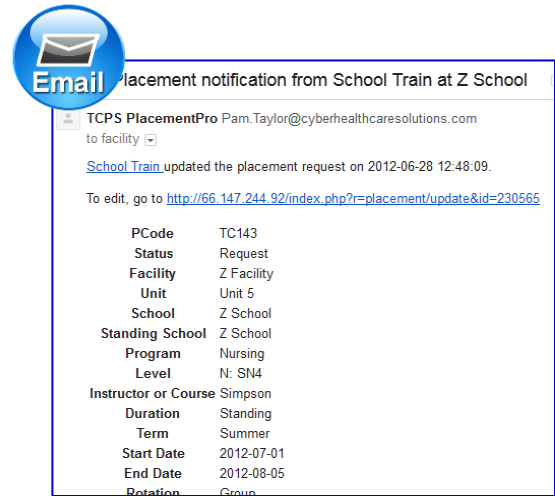 Email
Placement notification from School Train at Z School
TCPS PlacementPro Pam.Taylor@cyberhealthcaresolutions.com
to facility
School Train updated the placement request on 2012-06-28 12:48:09.
To edit, go to http://66.147.244.92/index.php?r=placement/update&id=230565
PCode TC143
Status Request
Facility Z Facility
Unit Unit 5
School Z School
Standing School Z School
Program Nursing
Level N: SN4
Instructor or Course Simpson
Duration Standing
Term Summer
Start Date 2012-07-01
End Date 2012-08-05
Rotation Group